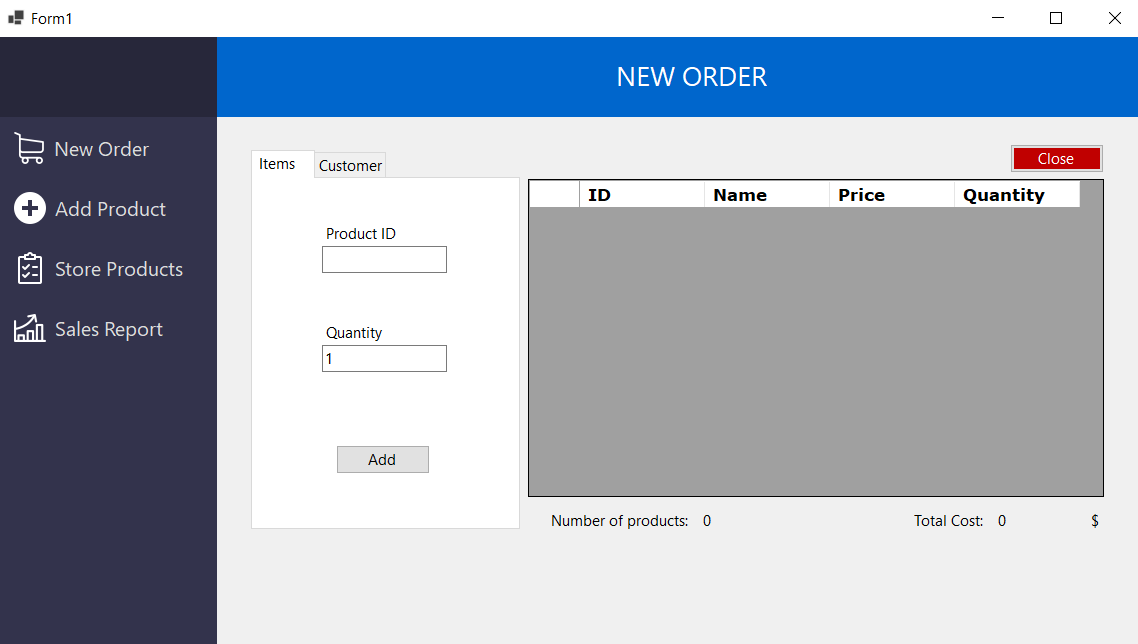 Form1
NEW ORDER
New Order
Add Product
Store Products
Sales Report
Items
Customer
Product ID
Quantity
1
Add
Close
ID Name Price Quantity
Number of products: 0
Total Cost: 0 $